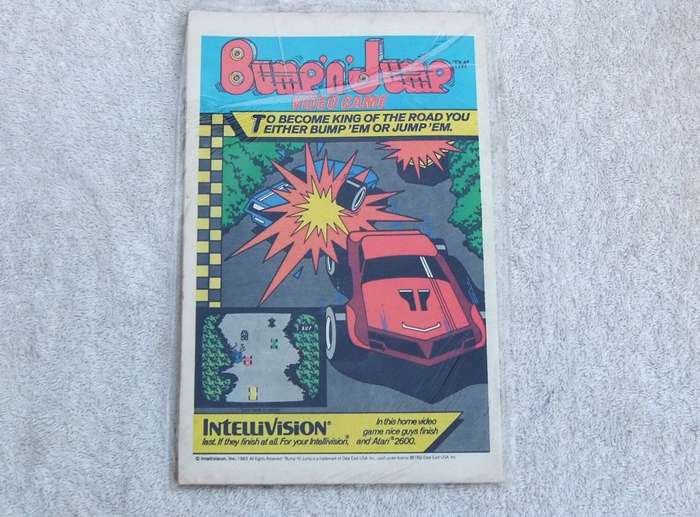 Bump 'n' Jump TM
VIDEO GAME
TO BECOME KING OF THE ROAD YOU
EITHER BUMP 'EM OR JUMP 'EM.
INTELLIVISION®
In this home video
game nice guys finish
last. If they finish at all. For your Intellivision, and Atari® 2600.